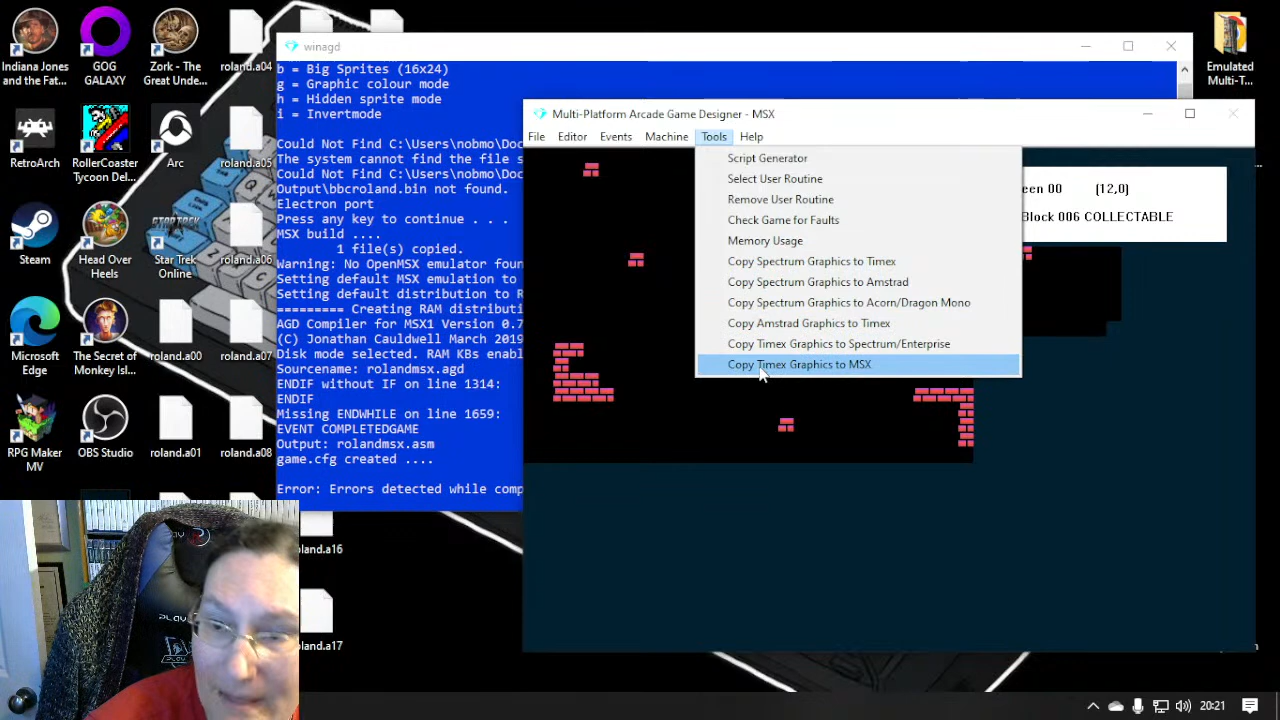 Indiana Jones
and the Fat...
GOG
GALAXY
Zork - The
Great Unde...
roland.a04
RetroArch
RollerCoaster
Tycoon Del...
Arc
roland.a05
Steam
Head Over
Heels
Star Trek
Online
roland.a06
Microsoft
Edge
The Secret of
Monkey Isl...
roland.a00
roland.a07
RPG Maker
MV
OBS Studio
roland.a01
roland.a08
oland.a16
oland.a17
Emulated
Multi-T...
winagd
b = Big Sprites (16x24)
g = Graphic colour mode
h = Hidden sprite mode
i = Invertmode
Could Not Find C:\Users\nobmo\Doc
The system cannot find the file s
Could Not Find C:\Users\nobmo\Doc
Output\bbcroland.bin not found.
Electron port
Press any key to continue . . .
MSX build ....
1 file(s) copied.
Warning: No OpenMSX emulator foun
Setting default MSX emulation to
Setting default distribution to R
========= Creating RAM distributi
AGD Compiler for MSX1 Version 0.7
(C) Jonathan Cauldwell March 2019
Disk mode selected. RAM KBs enabl
Sourcename: rolandmsx.agd
ENDIF without IF on line 1314:
ENDIF
Missing ENDWHILE on line 1659:
EVENT COMPLETEDGAME
Output: rolandmsx.asm
game.cfg created ....
Error: Errors detected while comp
Multi-Platform Arcade Game Designer - MSX
File Editor Events Machine Tools Help
Script Generator
Select User Routine
Remove User Routine
Check Game for Faults
Memory Usage
Copy Spectrum Graphics to Timex
Copy Spectrum Graphics to Amstrad
Copy Spectrum Graphics to Acorn/Dragon Mono
Copy Amstrad Graphics to Timex
Copy Timex Graphics to Spectrum/Enterprise
Copy Timex Graphics to MSX
een 00 (12,0)
Block 006 COLLECTABLE
20:21